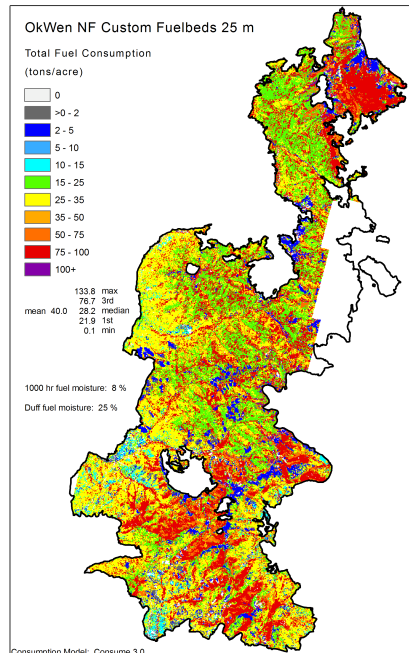 OkWen NF Custom Fuelbeds 25 m
Total Fuel Consumption
(tons/acre)
0
>0 - 2
2 - 5
5 - 10
10 - 15
15 - 25
25 - 35
35 - 50
50 - 75
75 - 100
100+
133.8 max
76.7 3rd
mean 40.0 28.2 median
21.9 1st
0.1 min
1000 hr fuel moisture: 8 %
Duff fuel moisture: 25 %
Consumption Model: Consume 3.0